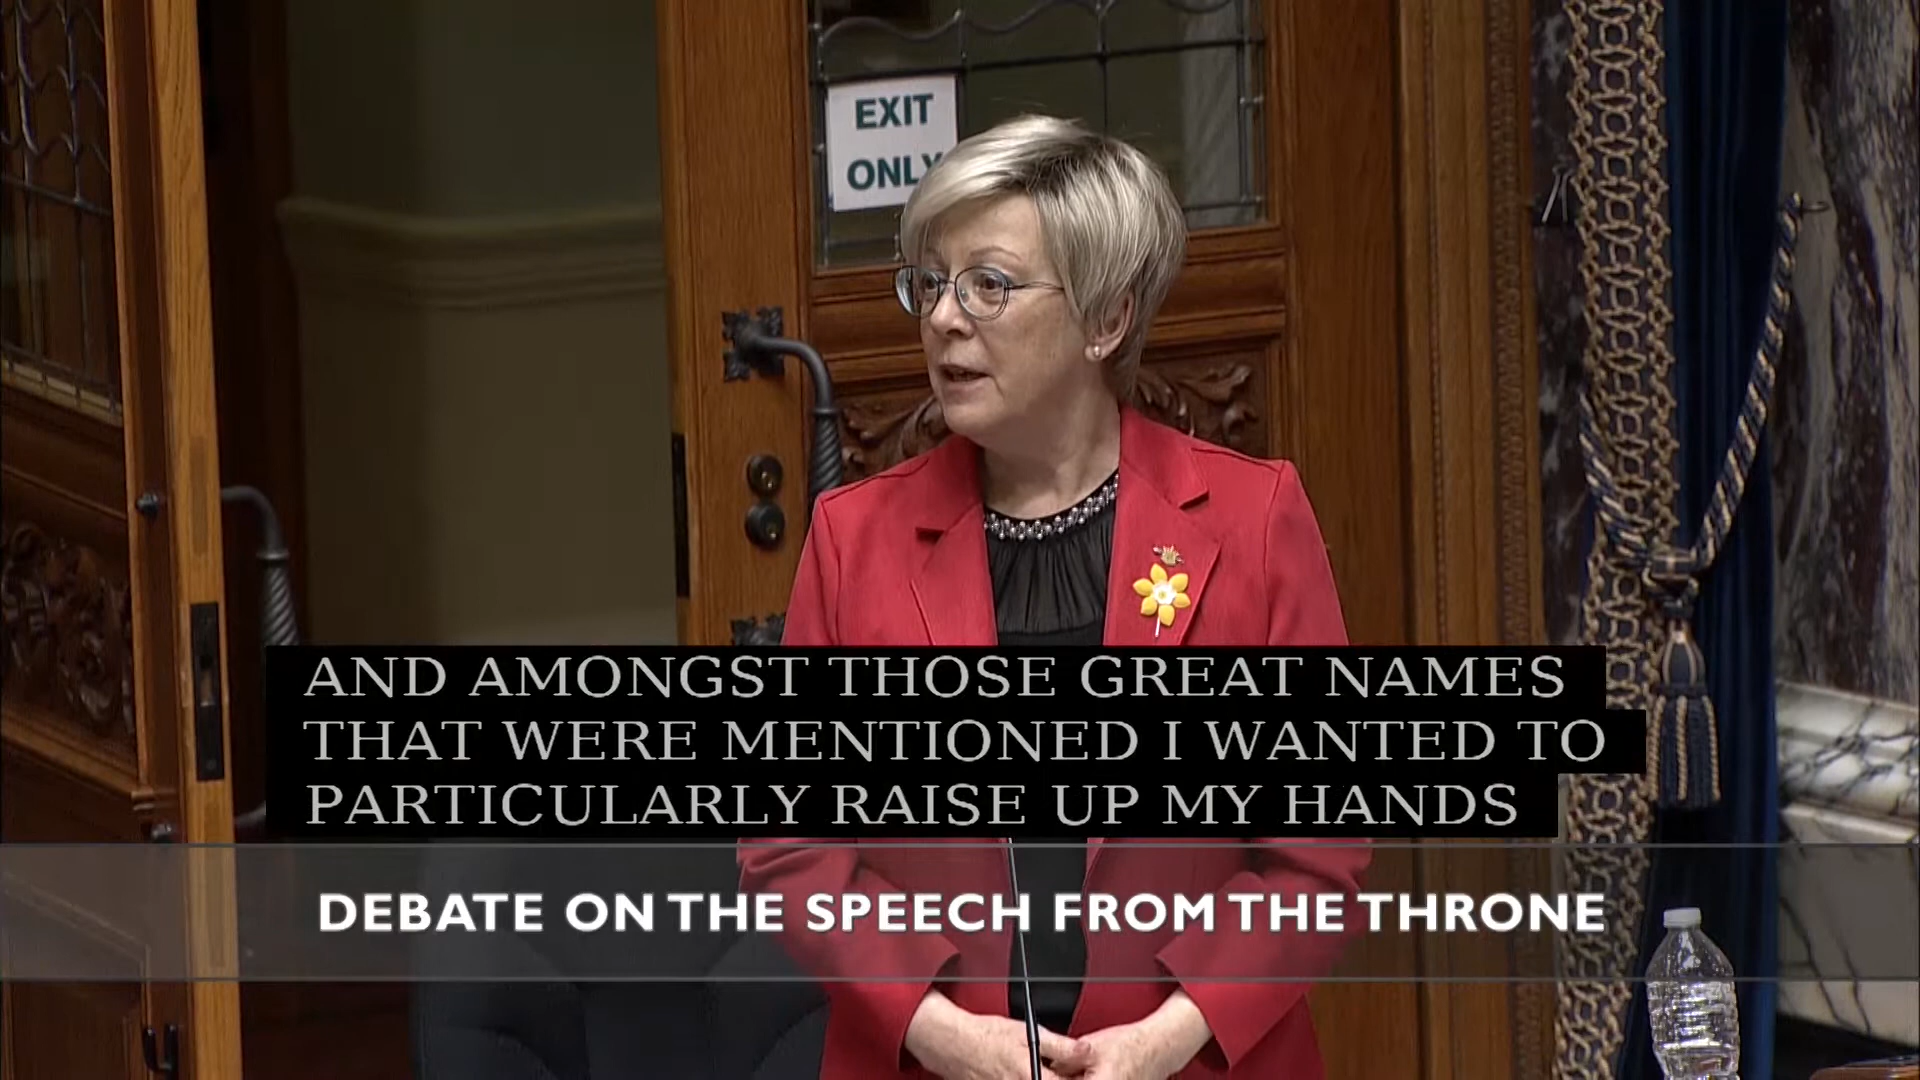 EXIT
ONLY
AND AMONGST THOSE GREAT NAMES
THAT WERE MENTIONED I WANTED TO
PARTICULARLY RAISE UP MY HANDS
DEBATE ON THE SPEECH FROM THE THRONE